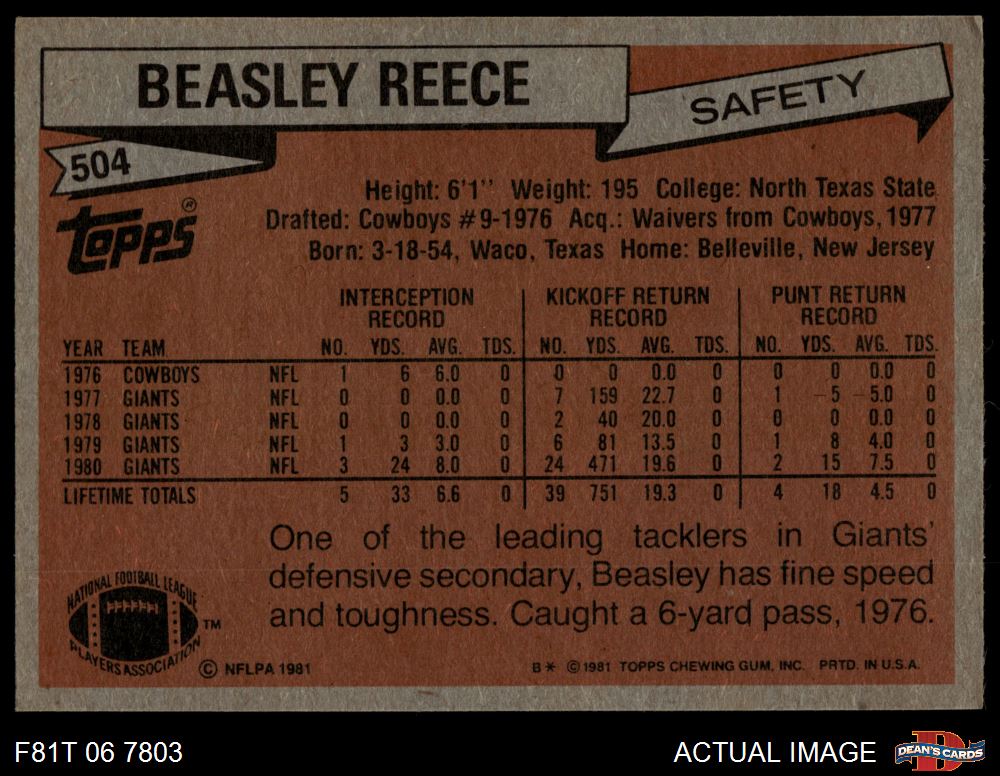 BEASLEY REECE
SAFETY
504
Topps®
Height: 6'1'' Weight: 195 College: North Texas State
Drafted: Cowboys #9-1976 Acq.: Waivers from Cowboys, 1977
Born: 3-18-54, Waco, Texas Home: Belleville, New Jersey
INTERCEPTION RECORD KICKOFF RETURN RECORD PUNT RETURN RECORD
YEAR TEAM NO. YDS. AVG. TDS. NO. YDS. AVG. TDS. NO. YDS. AVG. TDS.
1976 COWBOYS NFL 1 6 6.0 0 0 0 0.0 0 0 0 0.0 0
1977 GIANTS NFL 0 0 0.0 0 7 159 22.7 0 1 -5 -5.0 0
1978 GIANTS NFL 0 0 0.0 0 2 40 20.0 0 0 0 0.0 0
1979 GIANTS NFL 1 3 3.0 0 6 81 13.5 0 1 8 4.0 0
1980 GIANTS NFL 3 24 8.0 0 24 471 19.6 0 2 15 7.5 0
LIFETIME TOTALS 5 33 6.6 0 39 751 19.3 0 4 18 4.5 0
One of the leading tacklers in Giants'
defensive secondary, Beasley has fine speed
and toughness. Caught a 6-yard pass, 1976.
NATIONAL FOOTBALL LEAGUE
PLAYERS ASSOCIATION
TM
© NFLPA 1981
B* © 1981 TOPPS CHEWING GUM, INC. PRTD. IN U.S.A.
F81T 06 7803
ACTUAL IMAGE
D
DEAN'S CARDS